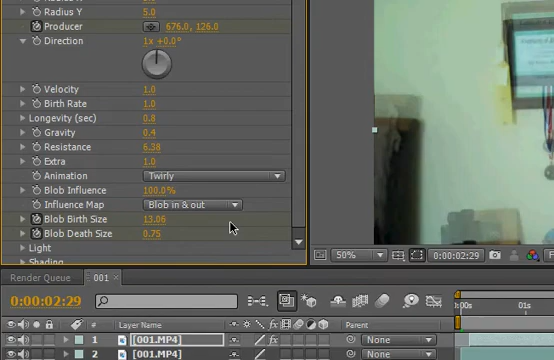 Radius Y 5.0
Producer 676.0, 126.0
Direction 1x +0.0°
Velocity 1.0
Birth Rate 1.0
Longevity (sec) 0.8
Gravity 0.4
Resistance 6.38
Extra 1.0
Animation Twirly
Blob Influence 100.0%
Influence Map Blob in & out
Blob Birth Size 13.06
Blob Death Size 0.75
Light
Shading
50% 0:00:02:29
Render Queue 001
0:00:02:29 :00s 01s
# Layer Name Parent
1 [001.MP4] None
2 [001.MP4] None